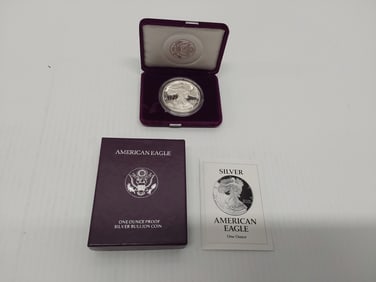 AMERICAN EAGLE
ONE OUNCE PROOF
SILVER BULLION COIN
SILVER
AMERICAN
EAGLE
One Ounce